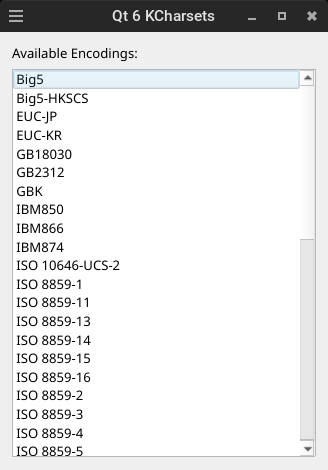 Qt 6 KCharsets
Available Encodings:
Big5
Big5-HKSCS
EUC-JP
EUC-KR
GB18030
GB2312
GBK
IBM850
IBM866
IBM874
ISO 10646-UCS-2
ISO 8859-1
ISO 8859-11
ISO 8859-13
ISO 8859-14
ISO 8859-15
ISO 8859-16
ISO 8859-2
ISO 8859-3
ISO 8859-4
ISO 8859-5